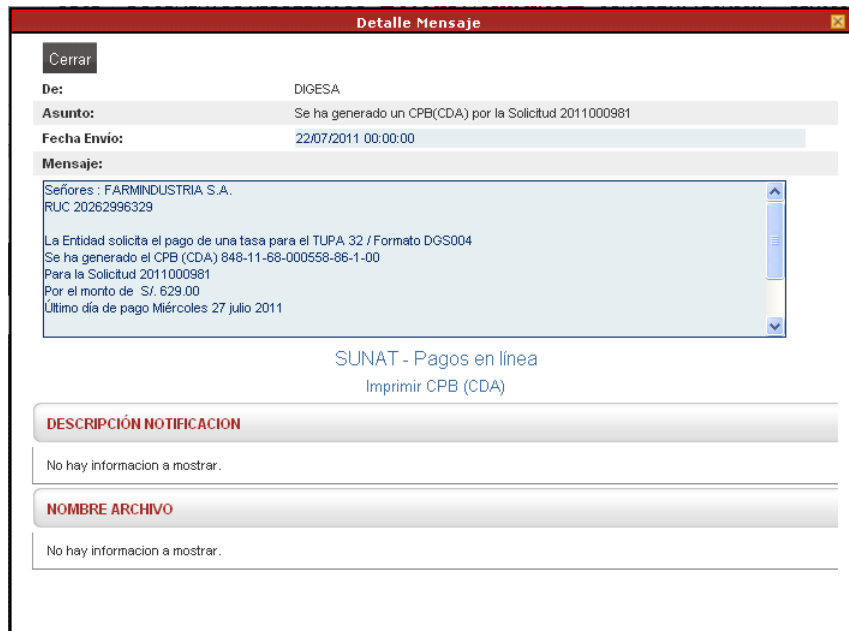 Detalle Mensaje
Cerrar
De: DIGESA
Asunto: Se ha generado un CPB(CDA) por la Solicitud 2011000981
Fecha Envío: 22/07/2011 00:00:00
Mensaje:
Señores : FARMINDUSTRIA S.A.
RUC 20262996329
La Entidad solicita el pago de una tasa para el TUPA 32 / Formato DGS004
Se ha generado el CPB (CDA) 848-11-68-000558-86-1-00
Para la Solicitud 2011000981
Por el monto de S/. 629.00
Último día de pago Miércoles 27 julio 2011
SUNAT - Pagos en línea
Imprimir CPB (CDA)
DESCRIPCIÓN NOTIFICACION
No hay informacion a mostrar.
NOMBRE ARCHIVO
No hay informacion a mostrar.